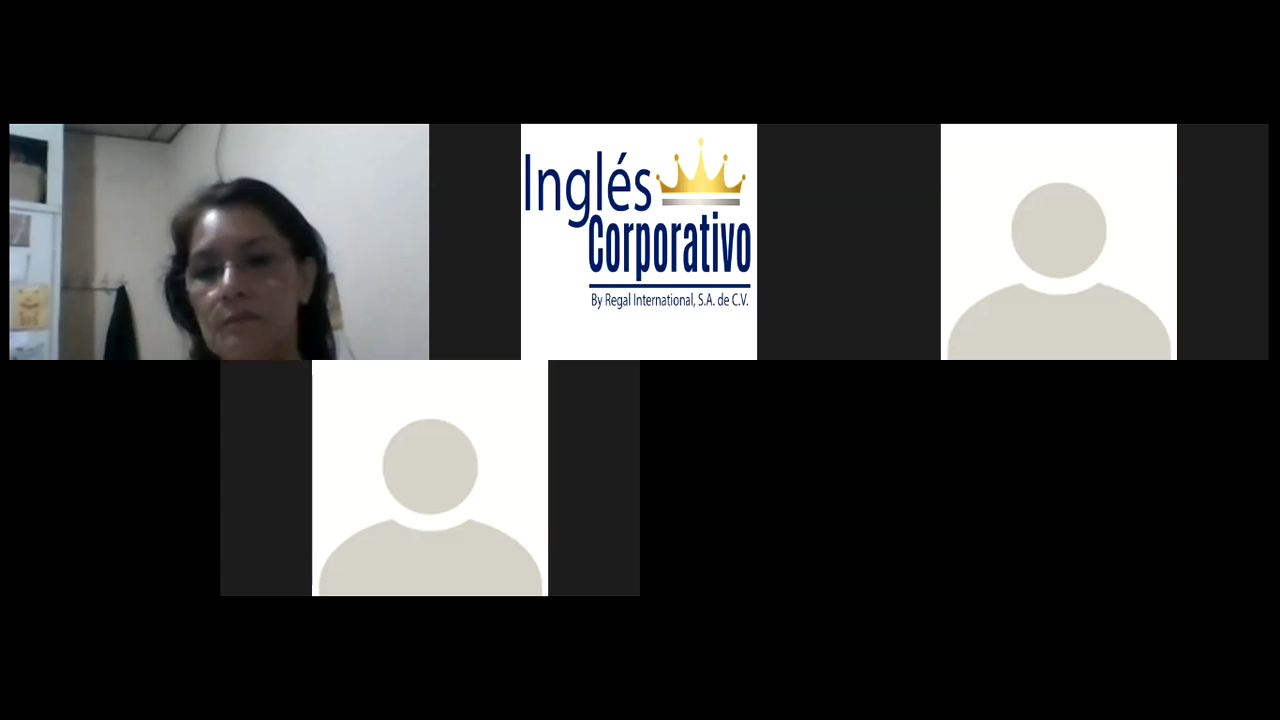 Inglés
Corporativo
By Regal International, S.A. de C.V.